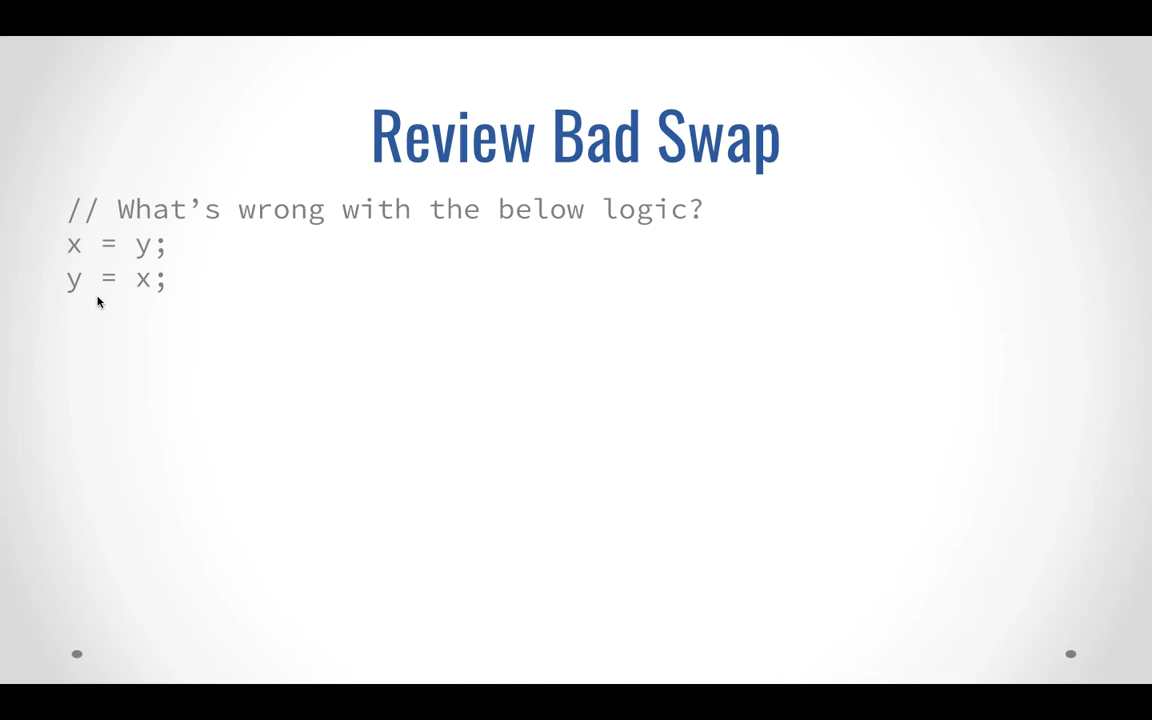 Review Bad Swap
// What’s wrong with the below logic?
x = y;
y = x;